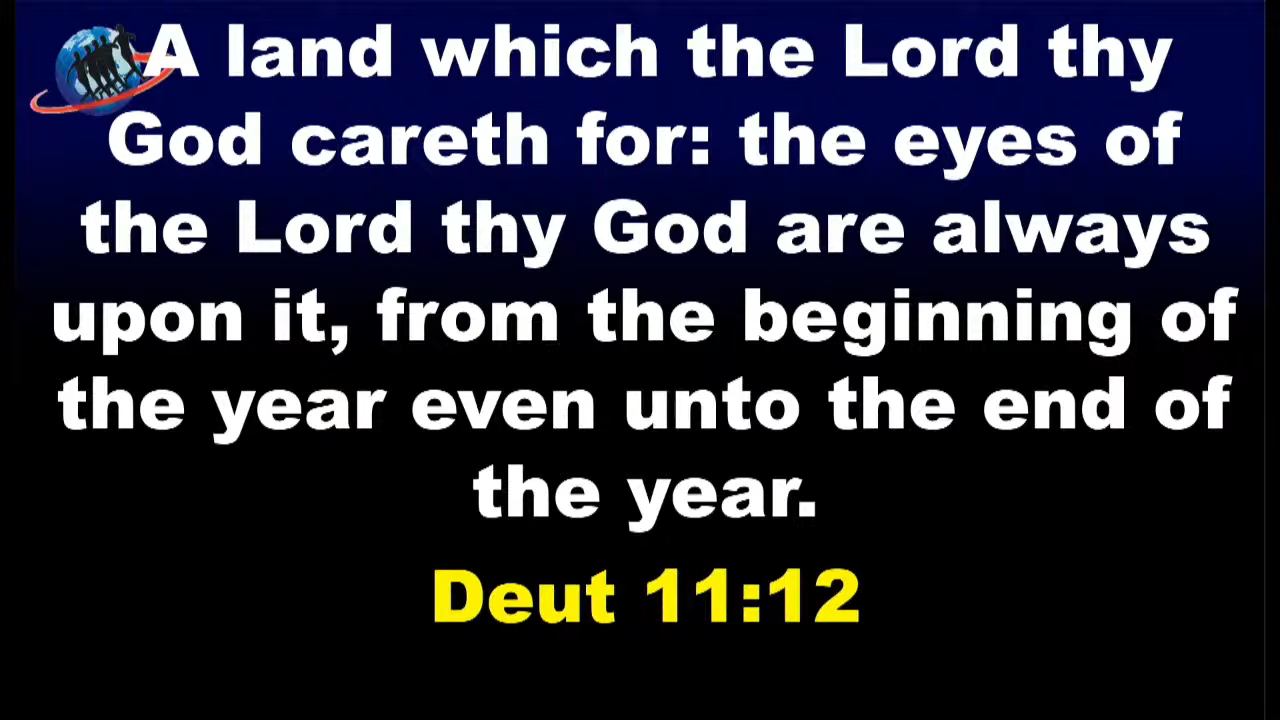 A land which the Lord thy
God careth for: the eyes of
the Lord thy God are always
upon it, from the beginning of
the year even unto the end of
the year.
Deut 11:12